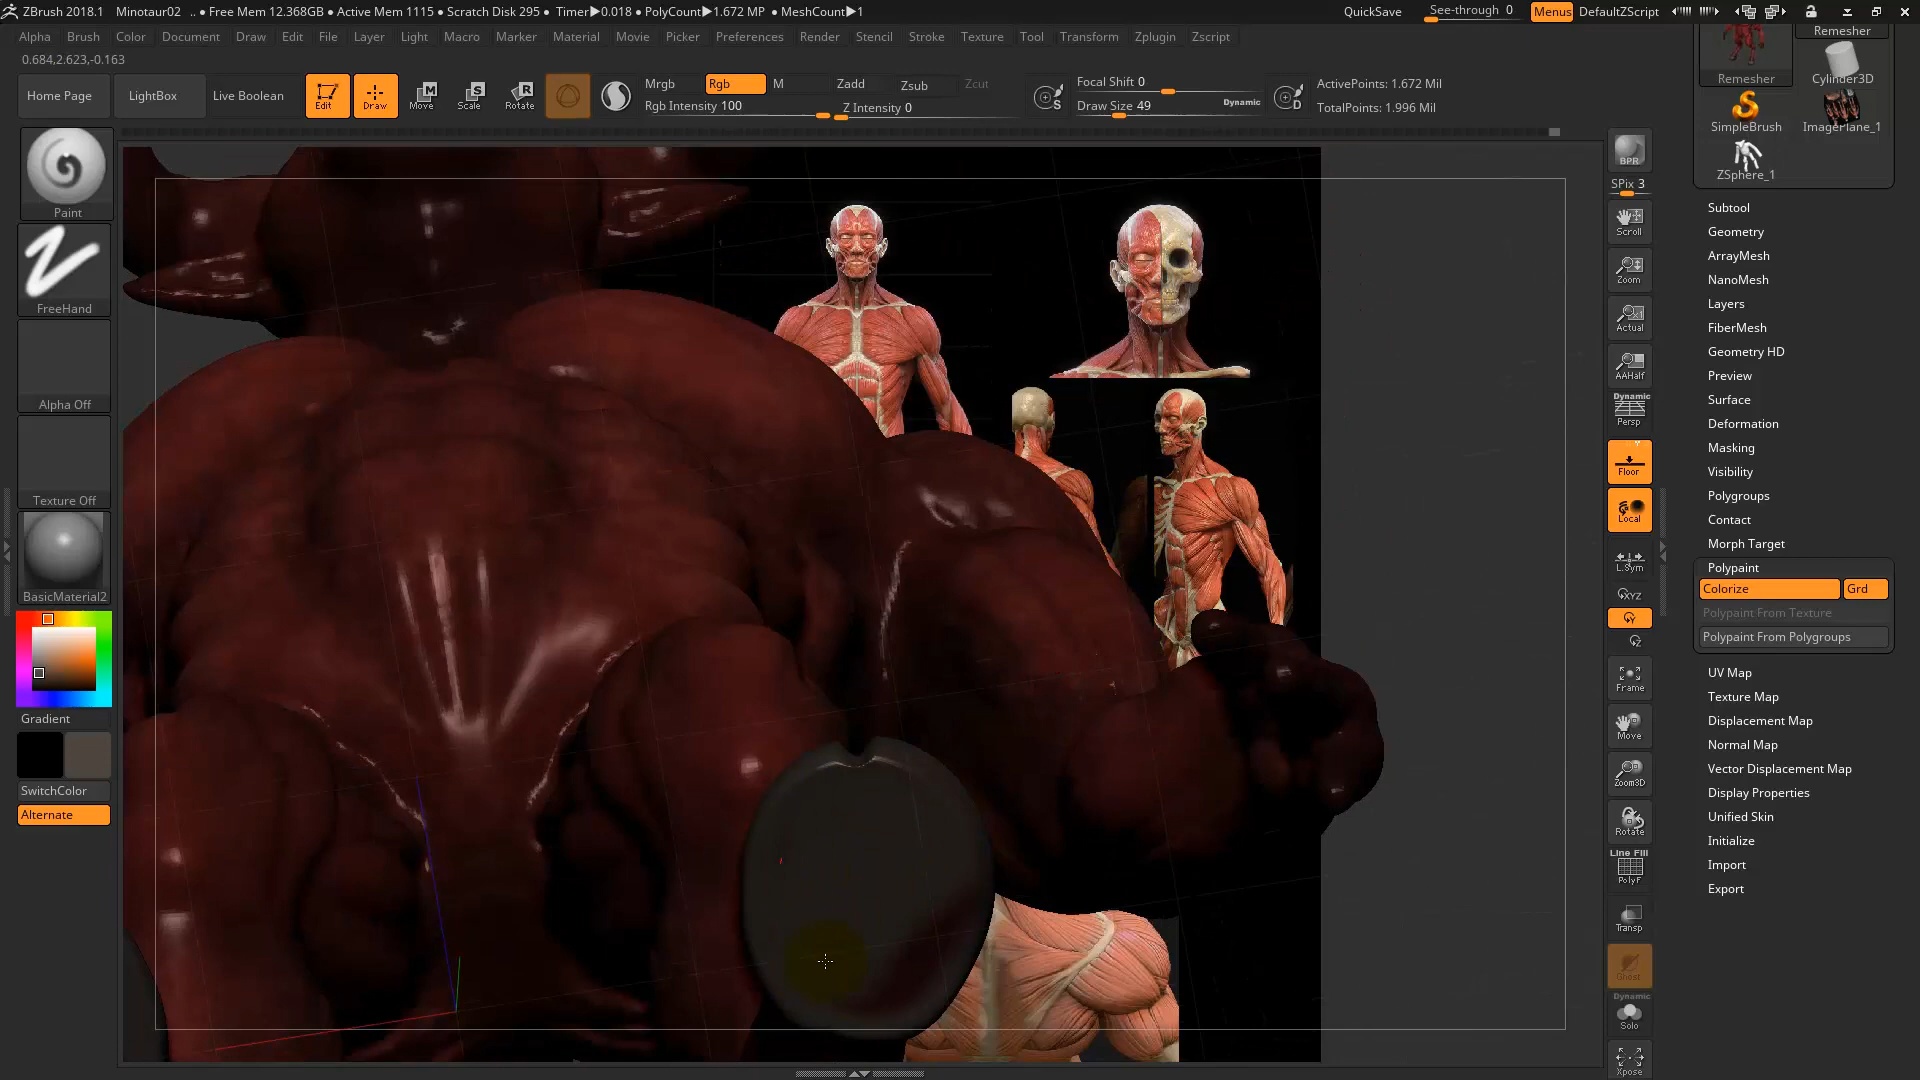 ZBrush 2018.1 Minotaur02 .. • Free Mem 12.368GB • Active Mem 1115 • Scratch Disk 295 • Timer▶0.018 • PolyCount▶1.672 MP • MeshCount▶1 QuickSave See-through 0 Menus DefaultZScript
Alpha Brush Color Document Draw Edit File Layer Light Macro Marker Material Movie Picker Preferences Render Stencil Stroke Texture Tool Transform Zplugin Zscript
0.684,2.623,-0.163
Home Page LightBox Live Boolean Edit Draw Move Scale Rotate
Mrgb Rgb M Zadd Zsub Zcut
Rgb Intensity 100 Z Intensity 0
Focal Shift 0
Draw Size 49 Dynamic
ActivePoints: 1.672 Mil
TotalPoints: 1.996 Mil
Paint
FreeHand
Alpha Off
Texture Off
BasicMaterial2
Gradient
SwitchColor
Alternate
BPR
SPix 3
Scroll
Zoom
Actual
AAHalf
Dynamic
Persp
Floor
Local
L.Sym
XYZ
Y
Z
Frame
Move
Zoom3D
Rotate
Line Fill
PolyF
Transp
Ghost
Dynamic
Solo
Xpose
Remesher
Remesher Cylinder3D
SimpleBrush ImagePlane_1
ZSphere_1
Subtool
Geometry
ArrayMesh
NanoMesh
Layers
FiberMesh
Geometry HD
Preview
Surface
Deformation
Masking
Visibility
Polygroups
Contact
Morph Target
Polypaint
Colorize Grd
Polypaint From Texture
Polypaint From Polygroups
UV Map
Texture Map
Displacement Map
Normal Map
Vector Displacement Map
Display Properties
Unified Skin
Initialize
Import
Export